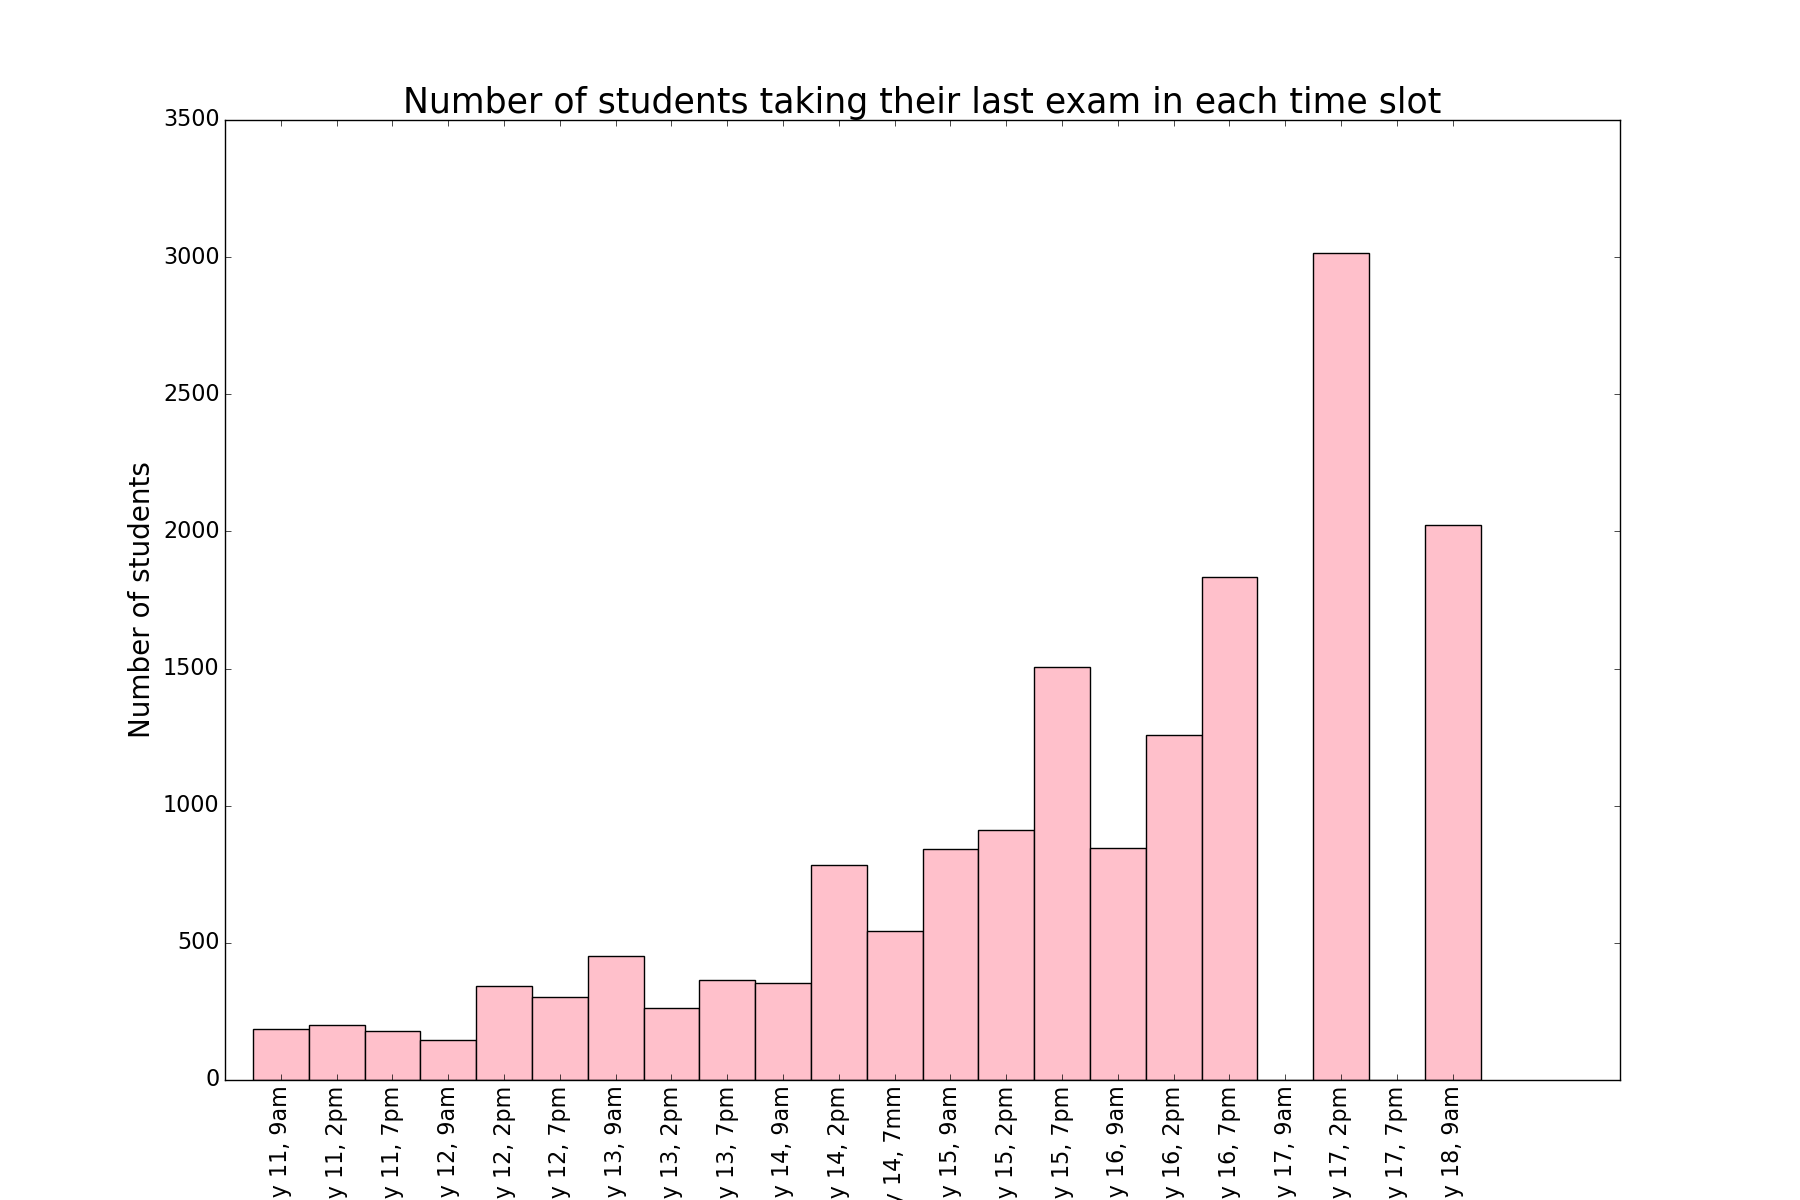 Number of students taking their last exam in each time slot
Number of students
3500
3000
2500
2000
1500
1000
500
0
y 11, 9am
y 11, 2pm
y 11, 7pm
y 12, 9am
y 12, 2pm
y 12, 7pm
y 13, 9am
y 13, 2pm
y 13, 7pm
y 14, 9am
y 14, 2pm
y 14, 7mm
y 15, 9am
y 15, 2pm
y 15, 7pm
y 16, 9am
y 16, 2pm
y 16, 7pm
y 17, 9am
y 17, 2pm
y 17, 7pm
y 18, 9am